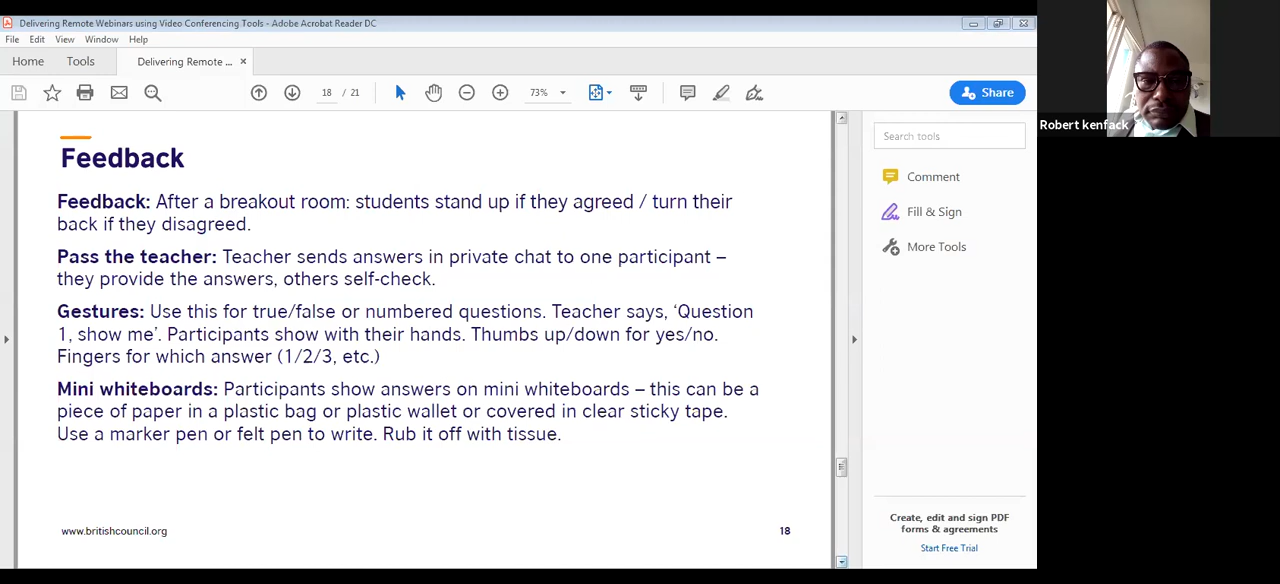 Delivering Remote Webinars using Video Conferencing Tools - Adobe Acrobat Reader DC
File Edit View Window Help
Home Tools Delivering Remote ... ×
18 / 21 73% Share
Feedback
Feedback: After a breakout room: students stand up if they agreed / turn their
back if they disagreed.
Pass the teacher: Teacher sends answers in private chat to one participant –
they provide the answers, others self-check.
Gestures: Use this for true/false or numbered questions. Teacher says, ‘Question
1, show me’. Participants show with their hands. Thumbs up/down for yes/no.
Fingers for which answer (1/2/3, etc.)
Mini whiteboards: Participants show answers on mini whiteboards – this can be a
piece of paper in a plastic bag or plastic wallet or covered in clear sticky tape.
Use a marker pen or felt pen to write. Rub it off with tissue.
www.britishcouncil.org 18
Search tools
Comment
Fill & Sign
More Tools
Create, edit and sign PDF
forms & agreements
Start Free Trial
Robert kenfack